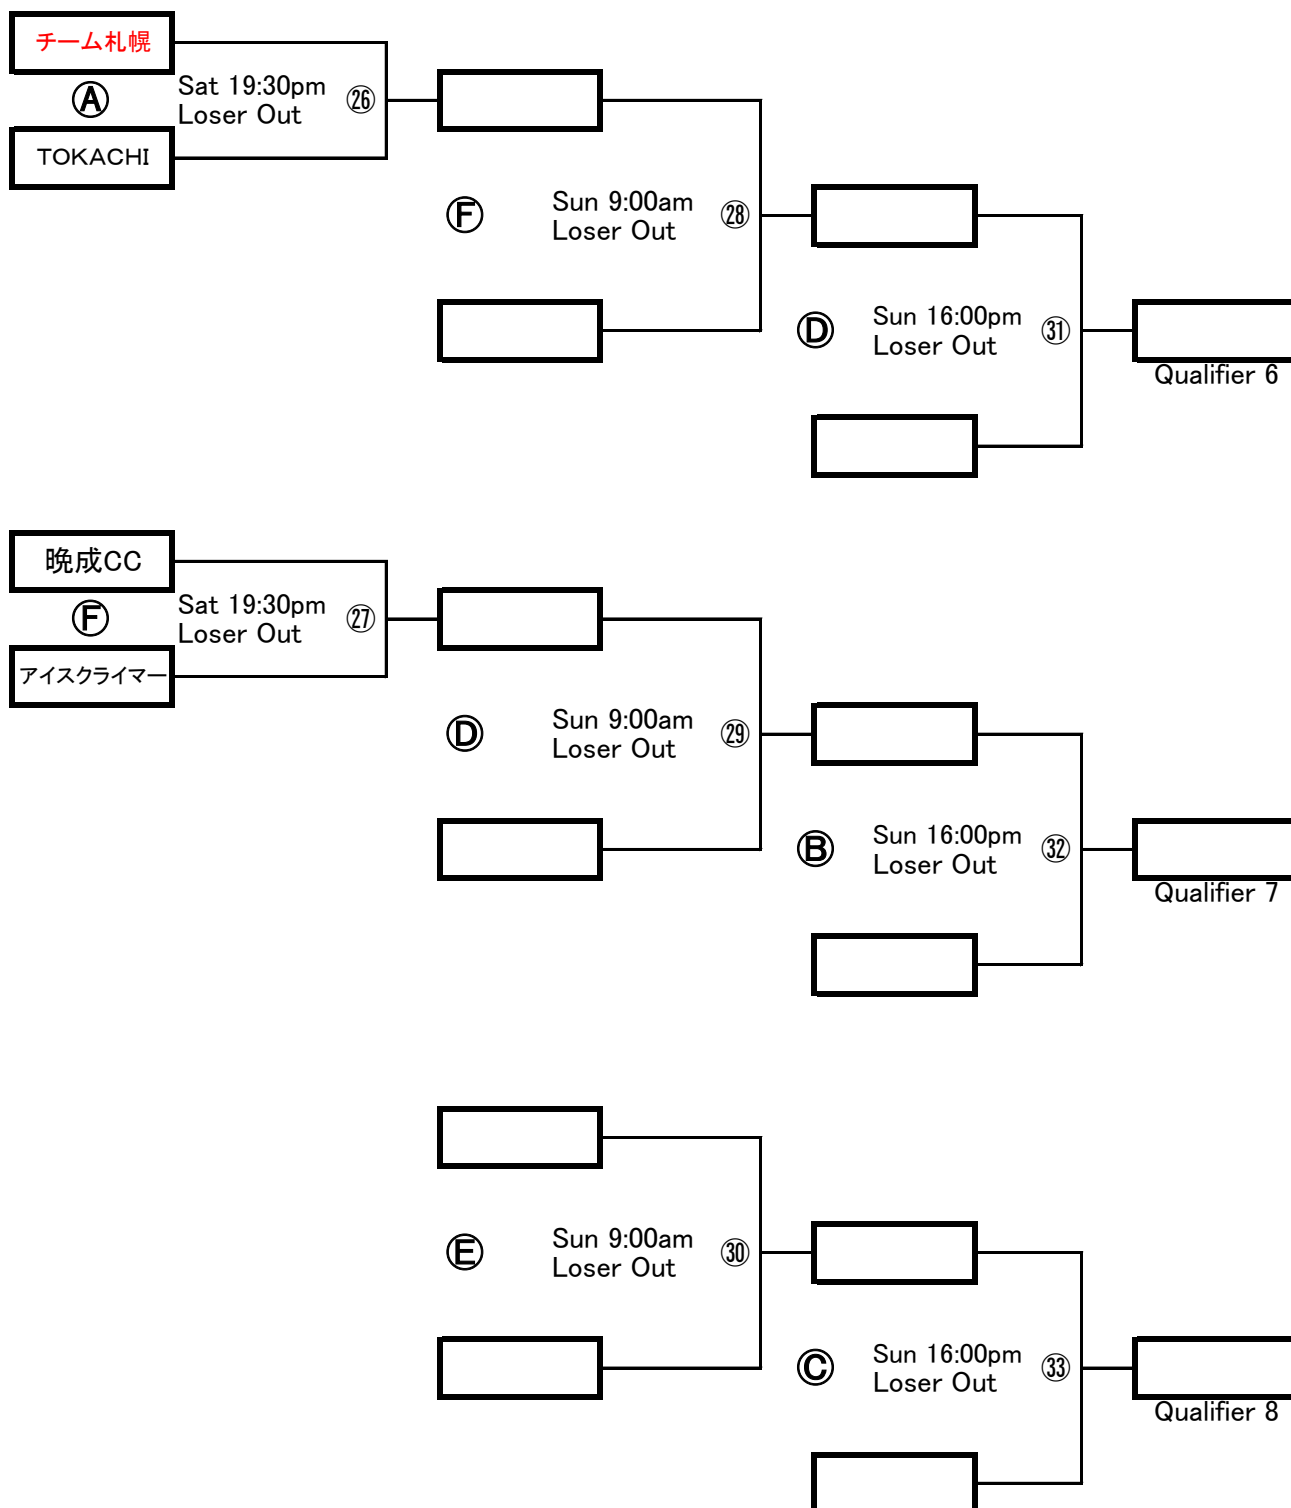 チーム札幌
Ⓐ
Sat 19:30pm
Loser Out
㉖
TOKACHI
Ⓕ
Sun 9:00am
Loser Out
㉘
Ⓓ
Sun 16:00pm
Loser Out
㉛
Qualifier 6
晩成CC
Ⓕ
Sat 19:30pm
Loser Out
㉗
アイスクライマー
Ⓓ
Sun 9:00am
Loser Out
㉙
Ⓑ
Sun 16:00pm
Loser Out
㉜
Qualifier 7
Ⓔ
Sun 9:00am
Loser Out
㉚
Ⓒ
Sun 16:00pm
Loser Out
㉝
Qualifier 8